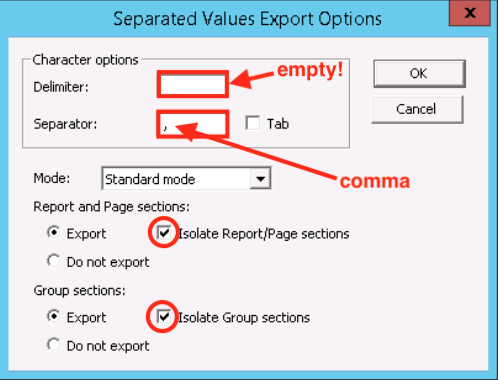 Separated Values Export Options
x
Character options
empty!
OK
Delimiter:
Cancel
Separator: , Tab
Mode: Standard mode
comma
Report and Page sections:
Export Isolate Report/Page sections
Do not export
Group sections:
Export Isolate Group sections
Do not export